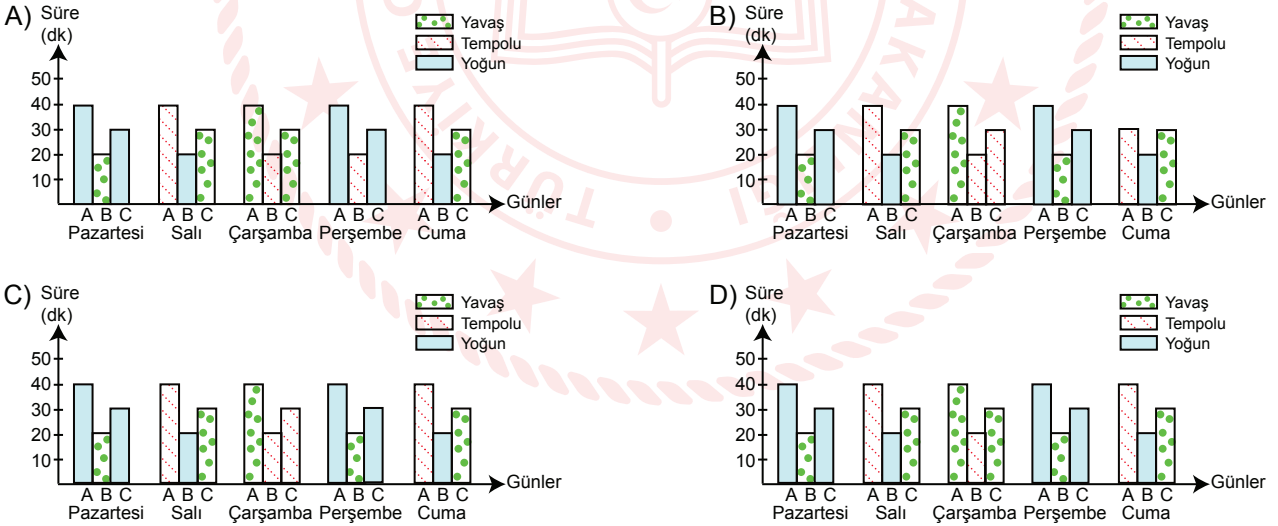 A) Süre
(dk)
Yavaş
Tempolu
Yoğun
50
40
30
20
10
Günler
A B C A B C A B C A B C A B C
Pazartesi Salı Çarşamba Perşembe Cuma
B) Süre
(dk)
Yavaş
Tempolu
Yoğun
50
40
30
20
10
Günler
A B C A B C A B C A B C A B C
Pazartesi Salı Çarşamba Perşembe Cuma
C) Süre
(dk)
Yavaş
Tempolu
Yoğun
50
40
30
20
10
Günler
A B C A B C A B C A B C A B C
Pazartesi Salı Çarşamba Perşembe Cuma
D) Süre
(dk)
Yavaş
Tempolu
Yoğun
50
40
30
20
10
Günler
A B C A B C A B C A B C A B C
Pazartesi Salı Çarşamba Perşembe Cuma